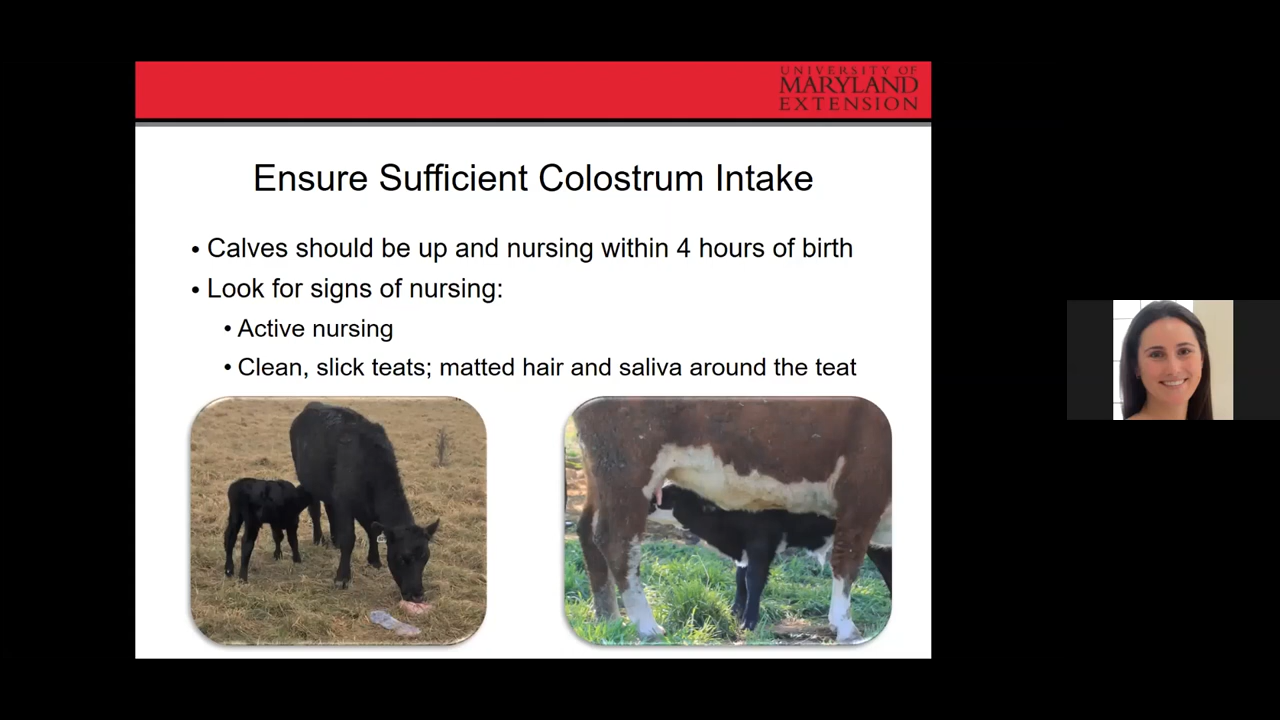 UNIVERSITY OF
MARYLAND
EXTENSION
Ensure Sufficient Colostrum Intake
• Calves should be up and nursing within 4 hours of birth
• Look for signs of nursing:
• Active nursing
• Clean, slick teats; matted hair and saliva around the teat